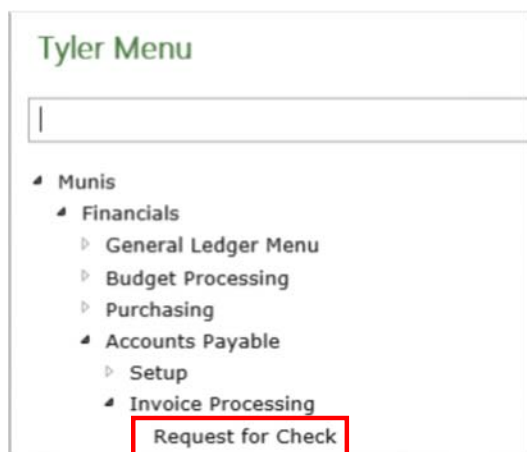 Tyler Menu
Munis
Financials
General Ledger Menu
Budget Processing
Purchasing
Accounts Payable
Setup
Invoice Processing
Request for Check